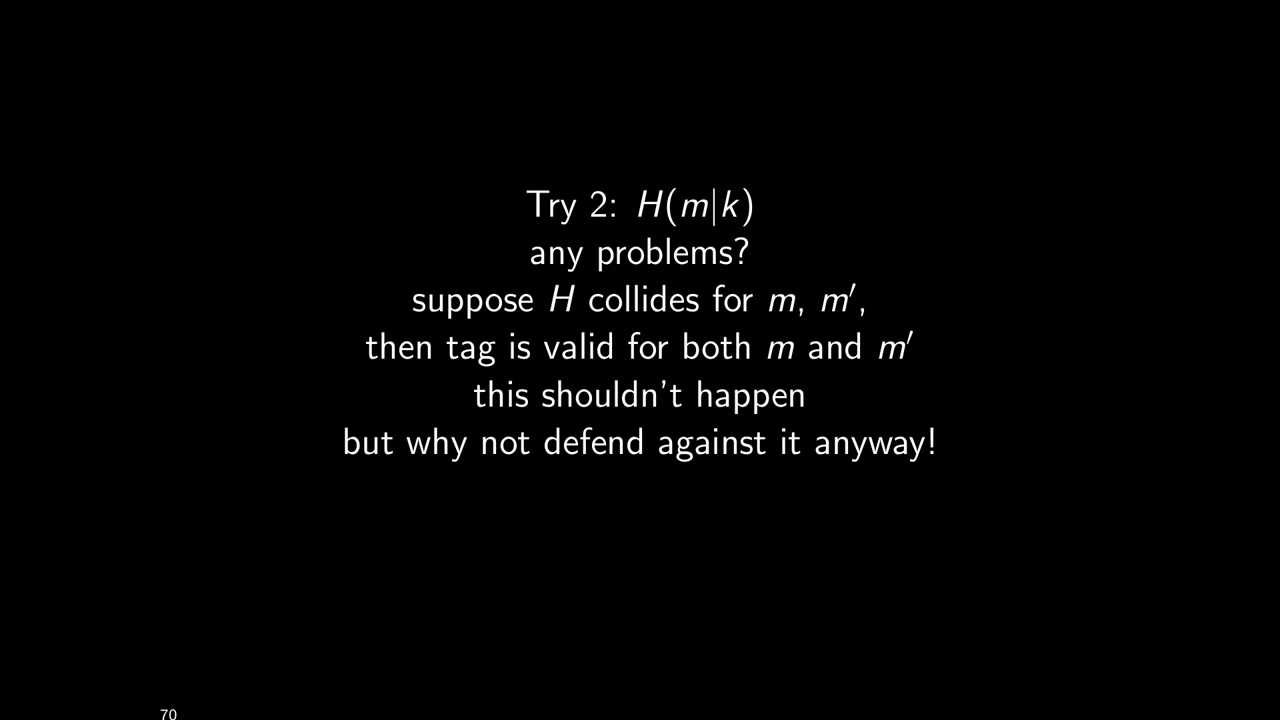 Try 2: H(m|k)
any problems?
suppose H collides for m, m′,
then tag is valid for both m and m′
this shouldn't happen
but why not defend against it anyway!
70